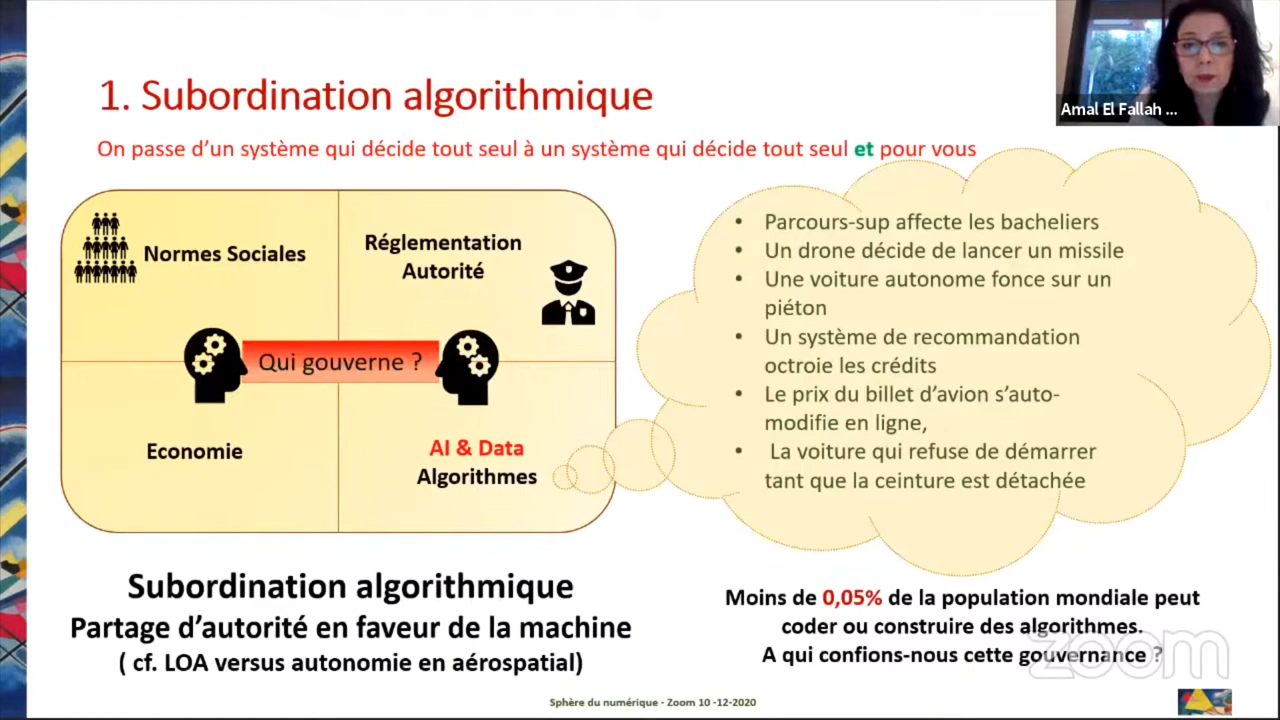 1. Subordination algorithmique
Amal El Fallah ...
On passe d'un système qui décide tout seul à un système qui décide tout seul et pour vous
Normes Sociales
Réglementation
Autorité
Qui gouverne ?
Economie
AI & Data
Algorithmes
• Parcours-sup affecte les bacheliers
• Un drone décide de lancer un missile
• Une voiture autonome fonce sur un
piéton
• Un système de recommandation
octroie les crédits
• Le prix du billet d'avion s'auto-
modifie en ligne,
• La voiture qui refuse de démarrer
tant que la ceinture est détachée
Subordination algorithmique
Partage d'autorité en faveur de la machine
( cf. LOA versus autonomie en aérospatial)
Moins de 0,05% de la population mondiale peut
coder ou construire des algorithmes.
A qui confions-nous cette gouvernance ?
zoom
Sphère du numérique - Zoom 10 -12-2020